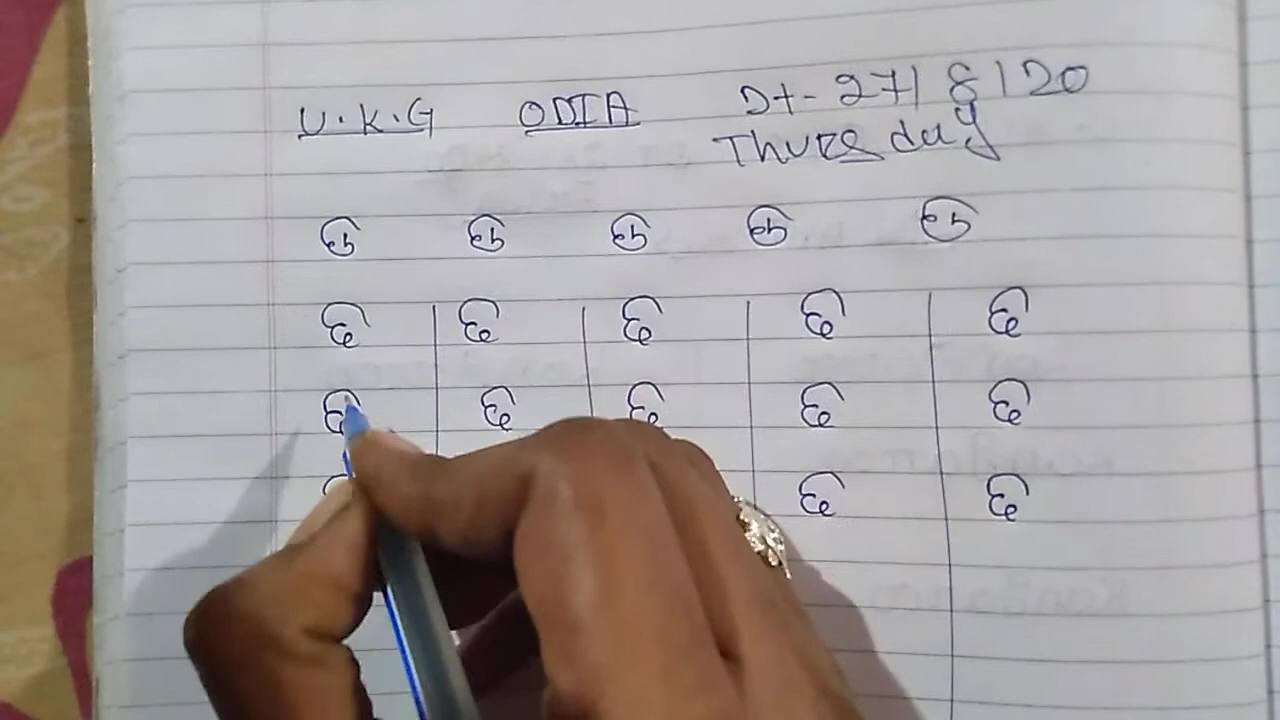 U.K.G ODIA Dt- 27/8/20
Thursday
ଚ ଚ ଚ ଚ ଚ
ଛ ଛ ଛ ଛ ଛ
ଛ ଛ ଛ ଛ ଛ
ଛ ଛ